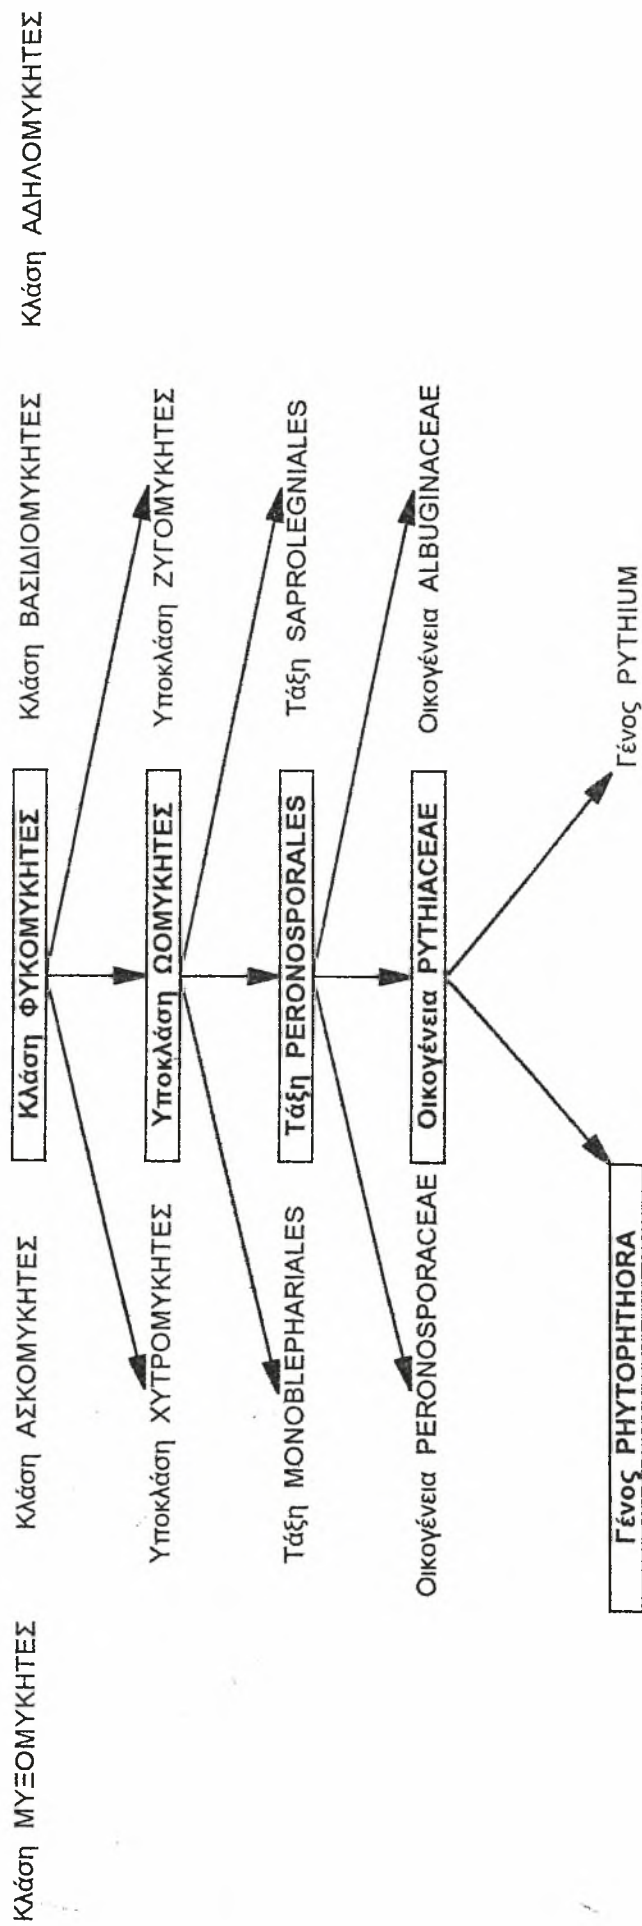 Κλάση ΜΥΞΟΜΥΚΗΤΕΣ Κλάση ΑΣΚΟΜΥΚΗΤΕΣ Κλάση ΦΥΚΟΜΥΚΗΤΕΣ Κλάση ΒΑΣΙΔΙΟΜΥΚΗΤΕΣ Κλάση ΑΔΗΛΟΜΥΚΗΤΕΣ
Υποκλάση ΧΥΤΡΟΜΥΚΗΤΕΣ Υποκλάση ΩΟΜΥΚΗΤΕΣ Υποκλάση ΖΥΓΟΜΥΚΗΤΕΣ
Τάξη MONOBLEPHARIALES Τάξη PERONOSPORALES Τάξη SAPROLEGNIALES
Οικογένεια PERONOSPORACEAE Οικογένεια PYTHIACEAE Οικογένεια ALBUGINACEAE
Γένος PHYTOPHTHORA Γένος PYTHIUM